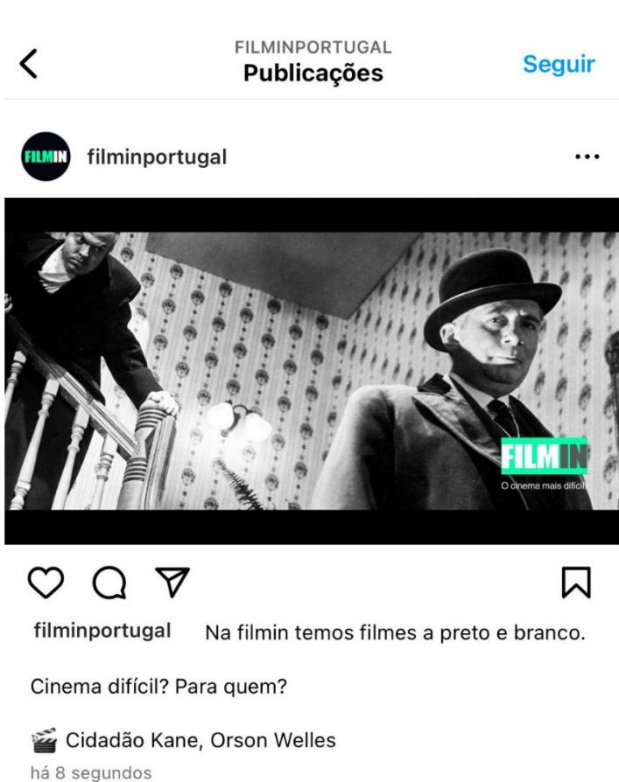 FILMINPORTUGAL
Publicações
Seguir
FILMIN
filminportugal
FILMIN
O cinema mais difícil
filminportugal Na filmin temos filmes a preto e branco.
Cinema difícil? Para quem?
Cidadão Kane, Orson Welles
há 8 segundos